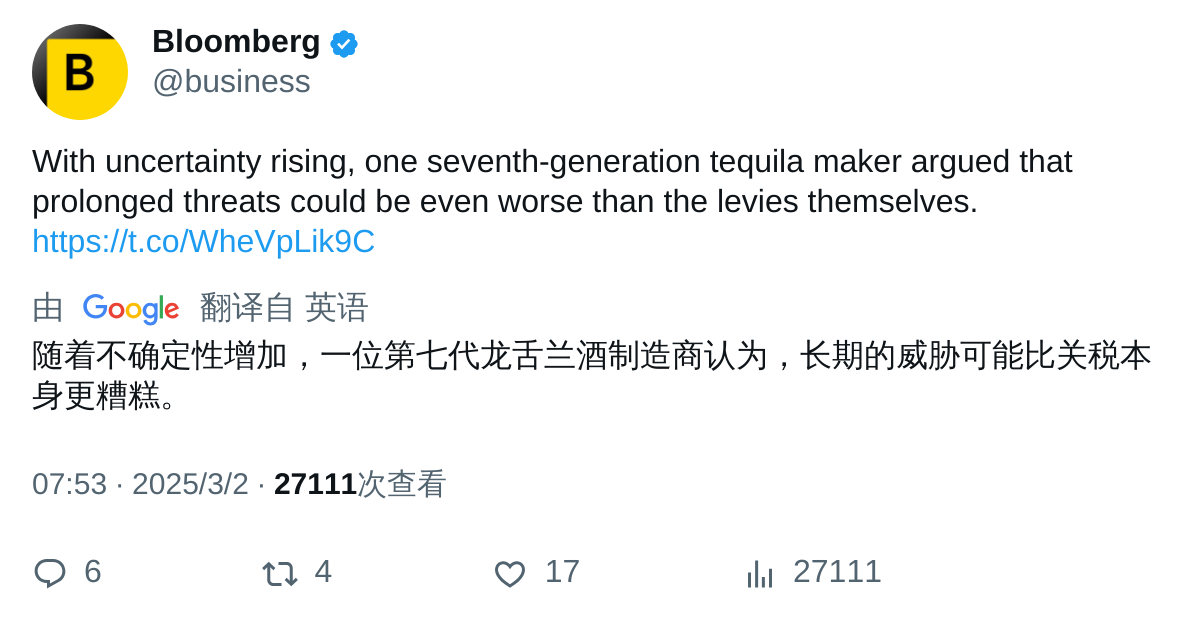 B
Bloomberg
@business
With uncertainty rising, one seventh-generation tequila maker argued that
prolonged threats could be even worse than the levies themselves.
https://t.co/WheVpLik9C
由 Google 翻译自 英语
随着不确定性增加，一位第七代龙舌兰酒制造商认为，长期的威胁可能比关税本
身更糟糕。
07:53 · 2025/3/2 · 27111次查看
6 4 17 27111